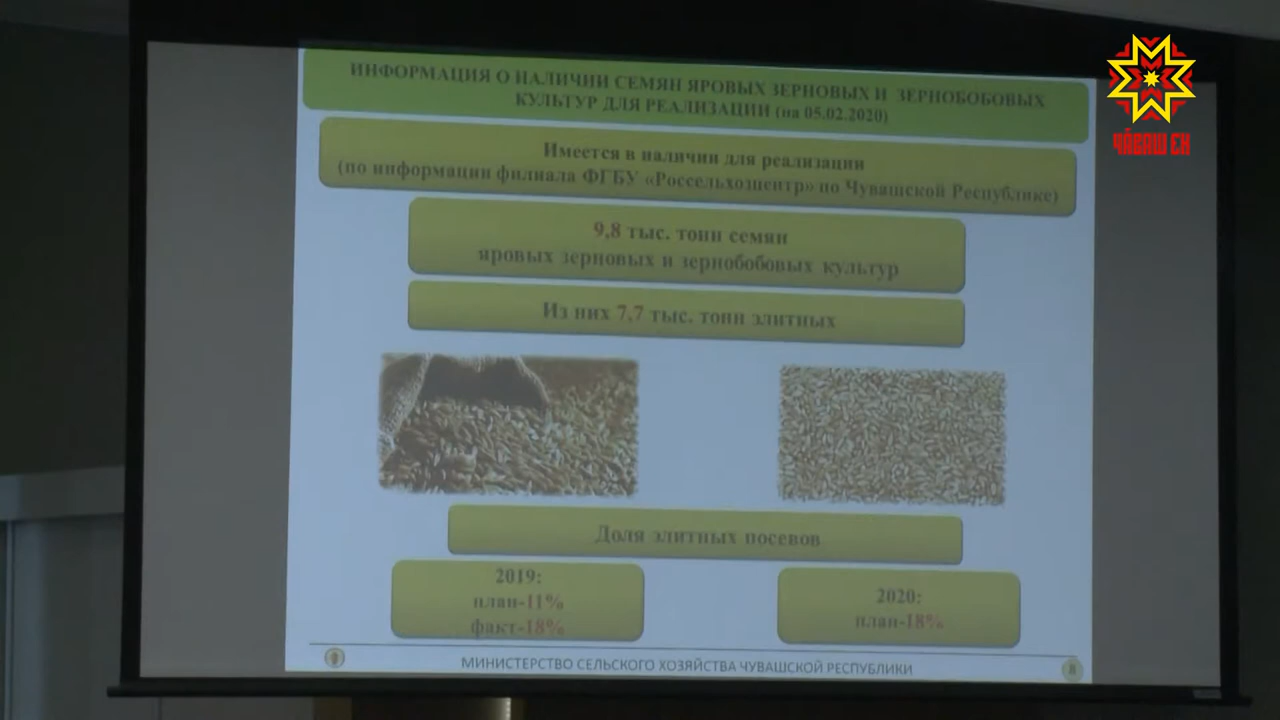 ИНФОРМАЦИЯ О НАЛИЧИИ СЕМЯН ЯРОВЫХ ЗЕРНОВЫХ И ЗЕРНОБОБОВЫХ
КУЛЬТУР ДЛЯ РЕАЛИЗАЦИИ (на 05.02.2020)
ЧӐВАШ ЕН
Имеется в наличии для реализации
(по информации филиала ФГБУ «Россельхозцентр» по Чувашской Республике)
9,8 тыс. тонн семян
яровых зерновых и зернобобовых культур
Из них 7,7 тыс. тонн элитных
Доля элитных посевов
2019:
план-11%
факт-18%
2020:
план-18%
МИНИСТЕРСТВО СЕЛЬСКОГО ХОЗЯЙСТВА ЧУВАШСКОЙ РЕСПУБЛИКИ
8